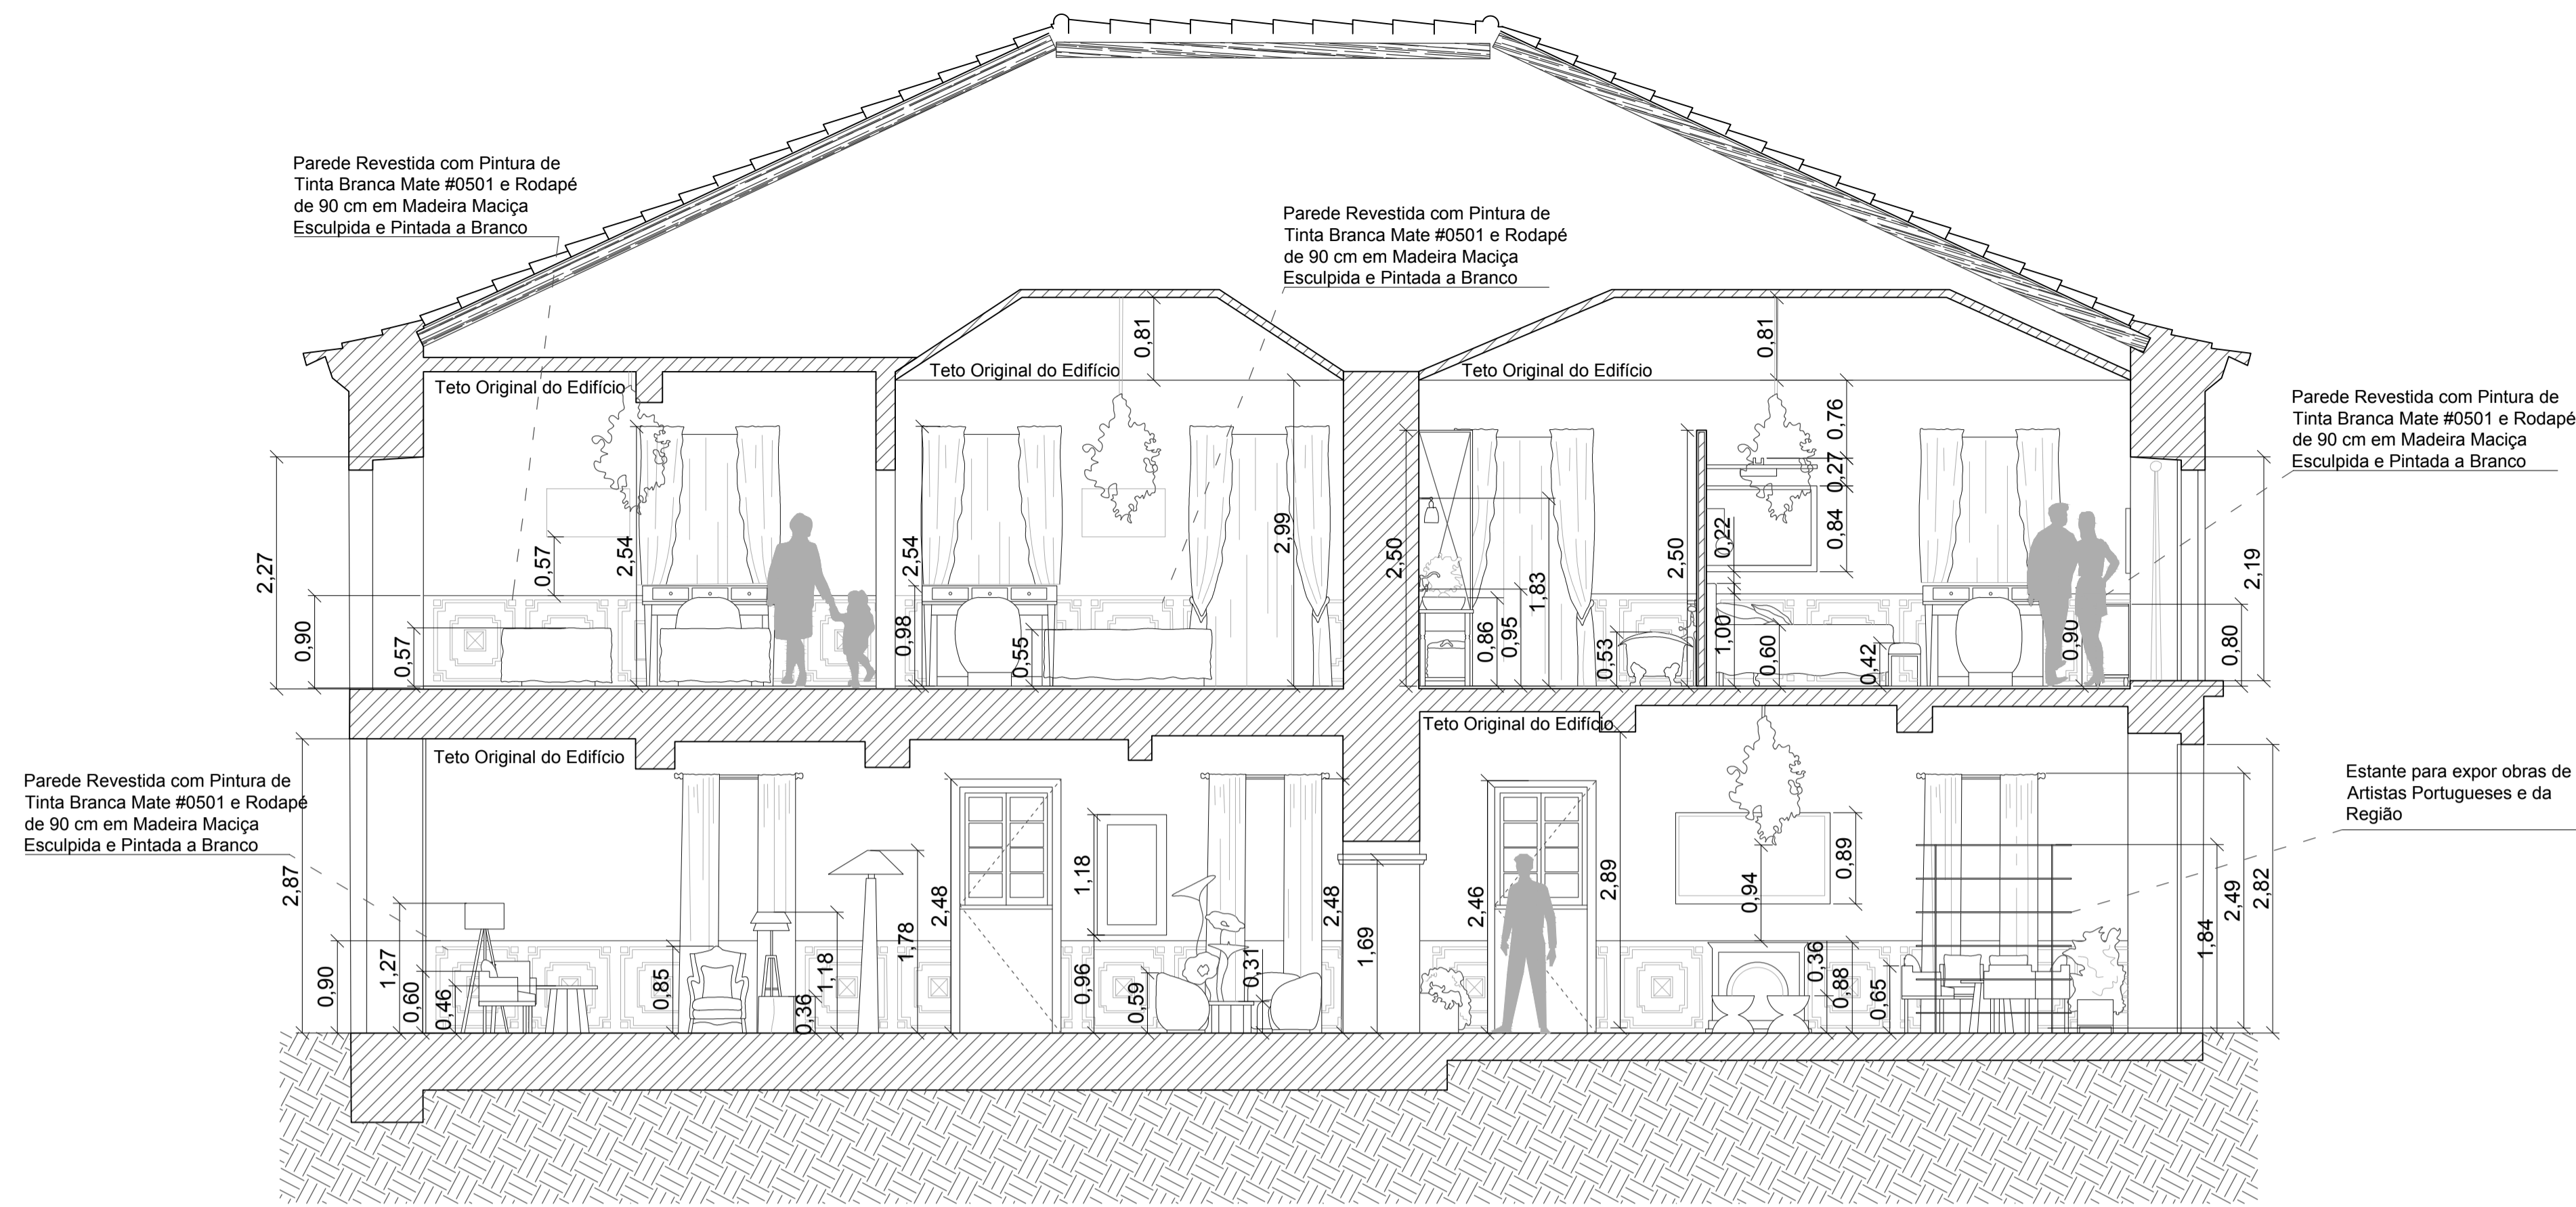 Parede Revestida com Pintura de
Tinta Branca Mate #0501 e Rodapé
de 90 cm em Madeira Maciça
Esculpida e Pintada a Branco
Parede Revestida com Pintura de
Tinta Branca Mate #0501 e Rodapé
de 90 cm em Madeira Maciça
Esculpida e Pintada a Branco
Parede Revestida com Pintura de
Tinta Branca Mate #0501 e Rodapé
de 90 cm em Madeira Maciça
Esculpida e Pintada a Branco
Teto Original do Edifício
Teto Original do Edifício
Teto Original do Edifício
0,81
0,81
2,27
0,90
0,57
0,57
2,54
2,54
0,98
0,55
2,99
2,50
0,86
0,95
1,83
0,53
2,50
0,22
1,00
0,60
0,42
0,76
0,27
0,84
0,90
0,80
2,19
Teto Original do Edifício
Teto Original do Edifício
Parede Revestida com Pintura de
Tinta Branca Mate #0501 e Rodapé
de 90 cm em Madeira Maciça
Esculpida e Pintada a Branco
Estante para expor obras de
Artistas Portugueses e da
Região
2,87
0,90
1,27
0,60
0,46
0,85
0,36
1,18
1,78
2,48
1,18
0,96
0,59
0,31
2,48
1,69
2,46
2,89
0,94
0,89
0,36
0,88
0,65
1,84
2,49
2,82